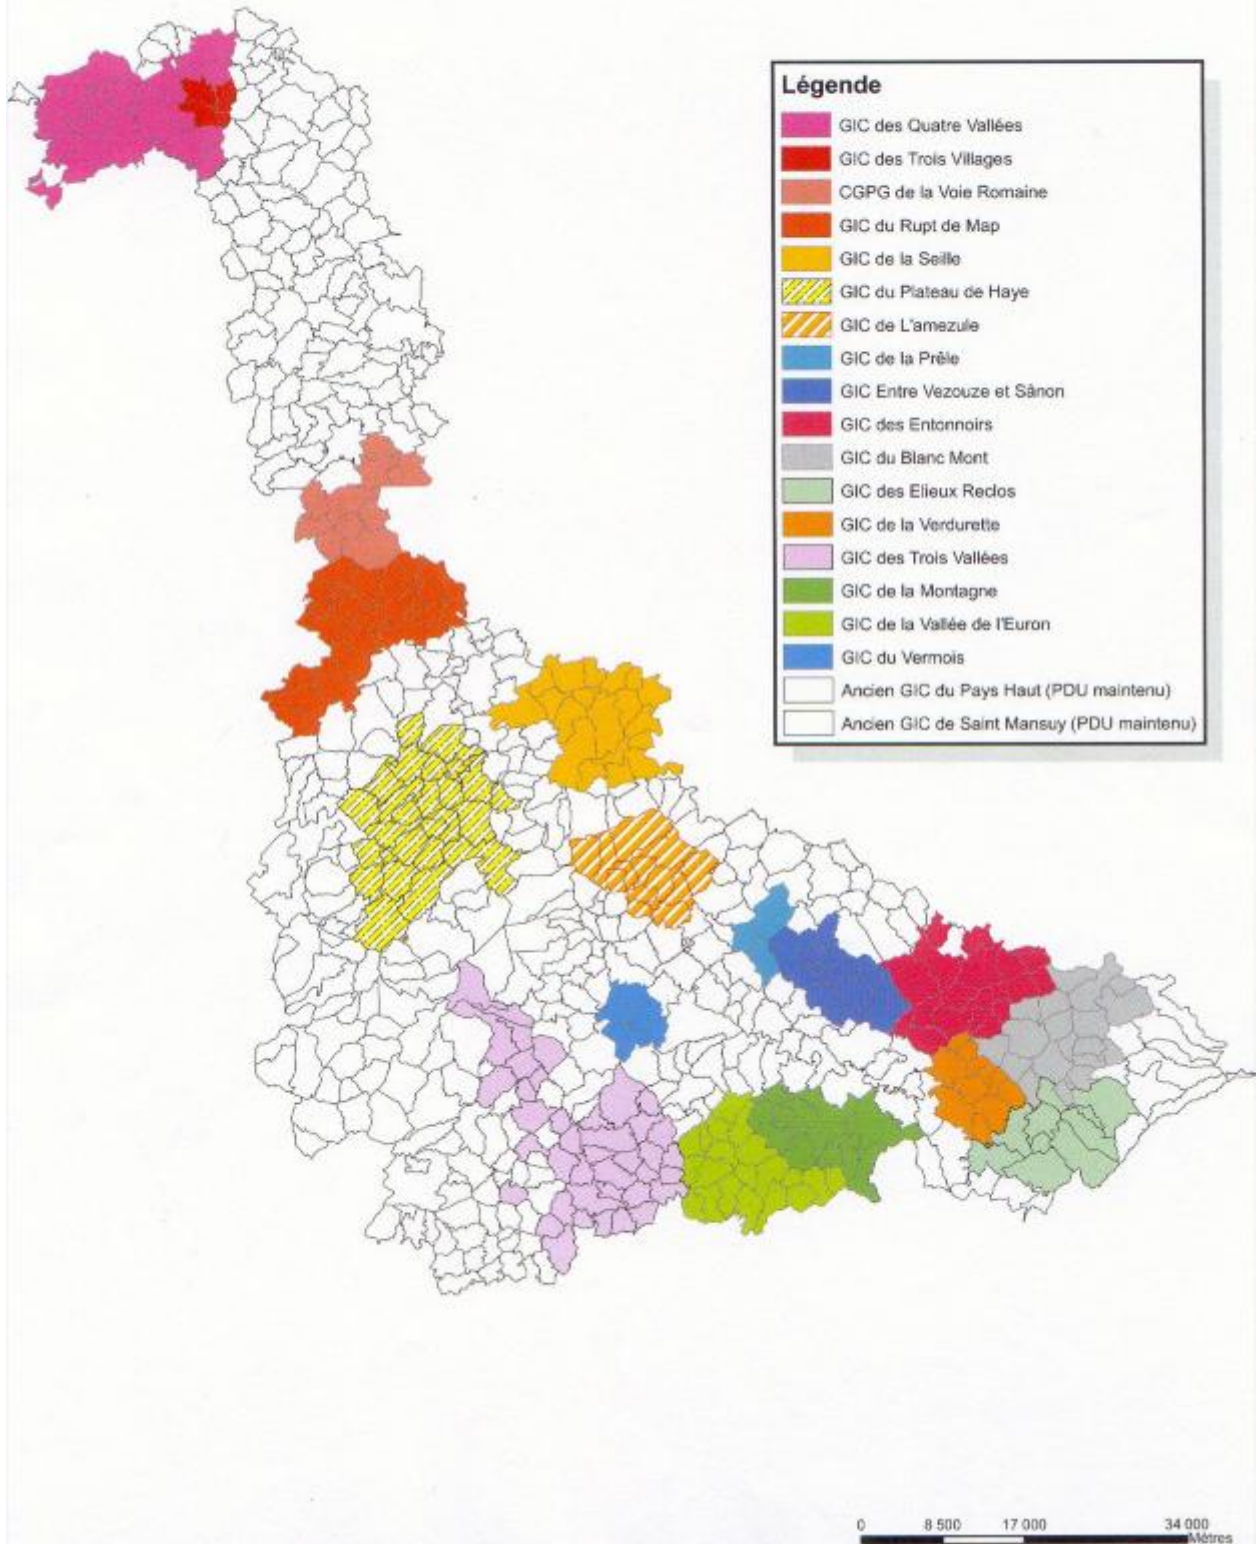 Légende
GIC des Quatre Vallées
GIC des Trois Villages
CGPG de la Voie Romaine
GIC du Rupt de Map
GIC de la Seille
GIC du Plateau de Haye
GIC de L'amezule
GIC de la Prêle
GIC Entre Vezouze et Sânon
GIC des Entonnoirs
GIC du Blanc Mont
GIC des Elieux Reclos
GIC de la Verdurette
GIC des Trois Vallées
GIC de la Montagne
GIC de la Vallée de l'Euron
GIC du Vermois
Ancien GIC du Pays Haut (PDU maintenu)
Ancien GIC de Saint Mansuy (PDU maintenu)
0 8 500 17 000 34 000
Mètres